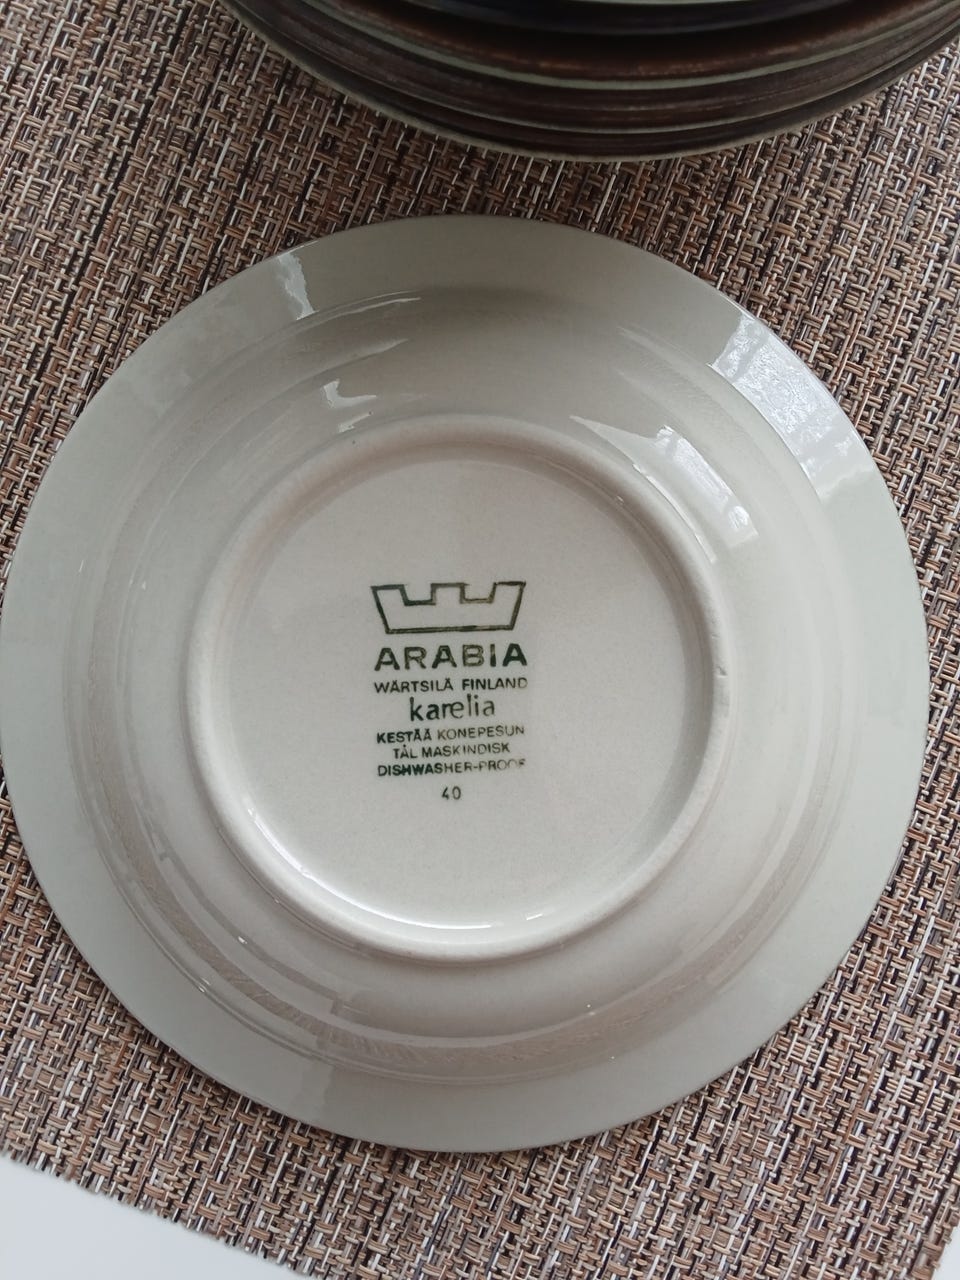 ARABIA
WÄRTSILÄ FINLAND
karelia
KESTÄÄ KONEPESUN
TÅL MASKINDISK
DISHWASHER-PROOF
40